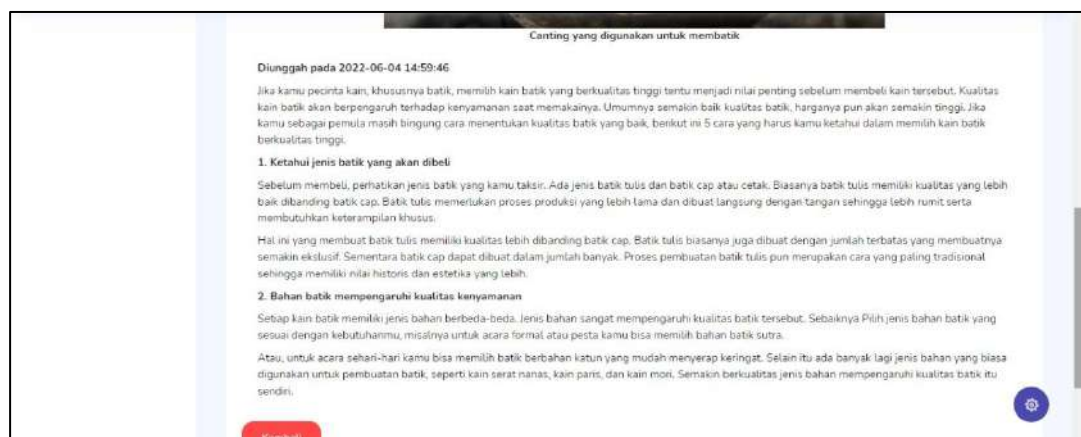 Canting yang digunakan untuk membatik
Diunggah pada 2022-06-04 14:59:46
Jika kamu pecinta kain, khususnya batik, memilih kain batik yang berkualitas tinggi tentu menjadi nilai penting sebelum membeli kain tersebut. Kualitas
kain batik akan berpengaruh terhadap kenyamanan saat memakainya. Umumnya semakin baik kualitas batik, harganya pun akan semakin tinggi. Jika
kamu sebagai pemula masih bingung cara menentukan kualitas batik yang baik, berikut ini 5 cara yang harus kamu ketahui dalam memilih kain batik
berkualitas tinggi.
1. Ketahui jenis batik yang akan dibeli
Sebelum membeli, perhatikan jenis batik yang kamu taksir. Ada jenis batik tulis dan batik cap atau cetak. Biasanya batik tulis memiliki kualitas yang lebih
baik dibanding batik cap. Batik tulis memerlukan proses produksi yang lebih lama dan dibuat langsung dengan tangan sehingga lebih rumit serta
membutuhkan keterampilan khusus.
Hal ini yang membuat batik tulis memiliki kualitas lebih dibanding batik cap. Batik tulis biasanya juga dibuat dengan jumlah terbatas yang membuatnya
semakin ekslusif. Sementara batik cap dapat dibuat dalam jumlah banyak. Proses pembuatan batik tulis pun merupakan cara yang paling tradisional
sehingga memiliki nilai historis dan estetika yang lebih.
2. Bahan batik mempengaruhi kualitas kenyamanan
Setiap kain batik memiliki jenis bahan berbeda-beda. Jenis bahan sangat mempengaruhi kualitas batik tersebut. Sebaiknya Pilih jenis bahan batik yang
sesuai dengan kebutuhanmu, misalnya untuk acara formal atau pesta kamu bisa memilih bahan batik sutra.
Atau, untuk acara sehari-hari kamu bisa memilih batik berbahan katun yang mudah menyerap keringat. Selain itu ada banyak lagi jenis bahan yang biasa
digunakan untuk pembuatan batik, seperti kain serat nanas, kain paris, dan kain mori. Semakin berkualitas jenis bahan mempengaruhi kualitas batik itu
sendiri.